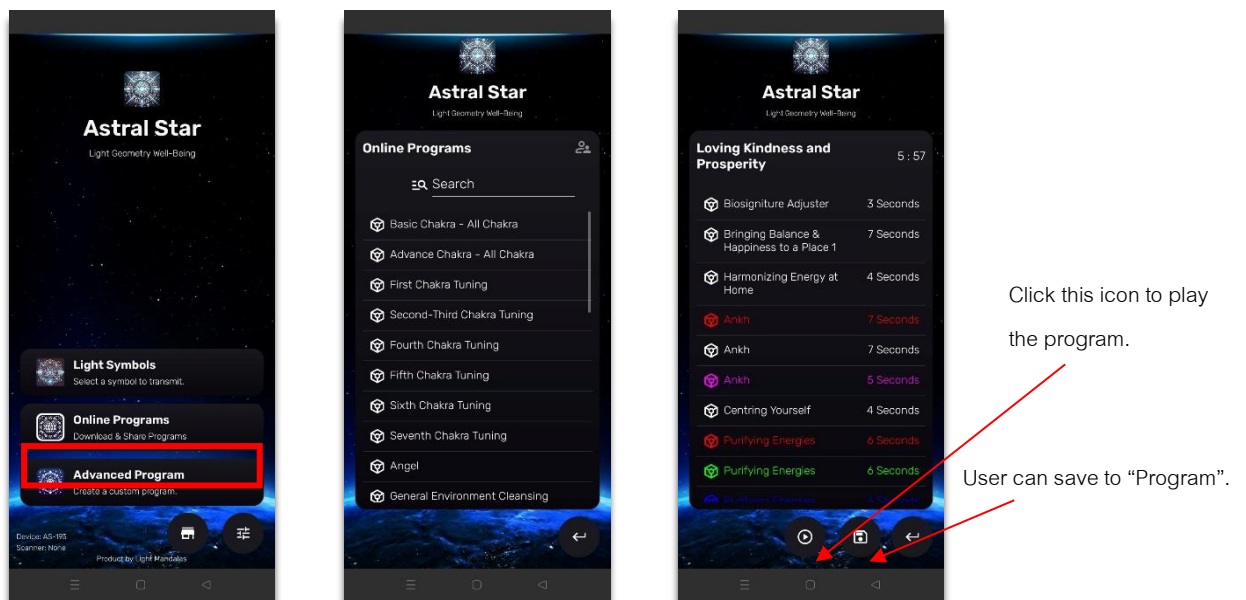 Astral Star
Light Geometry Well-Being
Light Symbols
Select a symbol to transmit.
Online Programs
Download & Share Programs
Advanced Program
Create a custom program.
Device: AS-193
Scanner: None
Product by Light Mandalas
Astral Star
Light Geometry Well-Being
Online Programs
Search
Basic Chakra - All Chakra
Advance Chakra - All Chakra
First Chakra Tuning
Second-Third Chakra Tuning
Fourth Chakra Tuning
Fifth Chakra Tuning
Sixth Chakra Tuning
Seventh Chakra Tuning
Angel
General Environment Cleansing
Astral Star
Light Geometry Well-Being
Loving Kindness and
Prosperity
5 : 57
Biosigniture Adjuster 3 Seconds
Bringing Balance & 7 Seconds
Happiness to a Place 1
Harmonizing Energy at 4 Seconds
Home
Ankh 7 Seconds
Ankh 7 Seconds
Ankh 5 Seconds
Centring Yourself 4 Seconds
Purifying Energies 6 Seconds
Purifying Energies 6 Seconds
Purifying Energies 6 Seconds
Click this icon to play
the program.
User can save to “Program”.